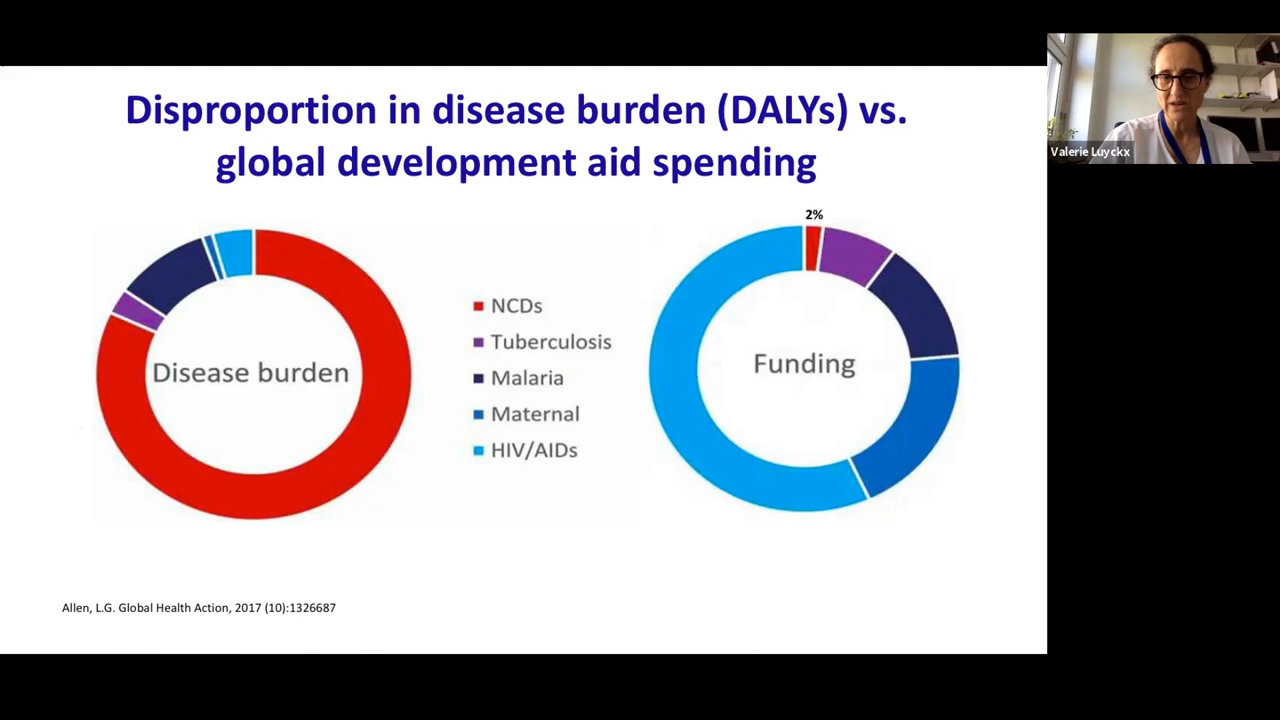 Disproportion in disease burden (DALYs) vs.
global development aid spending
Valerie Luyckx
2%
Disease burden
NCDs
Tuberculosis
Malaria
Maternal
HIV/AIDs
Funding
Allen, L.G. Global Health Action, 2017 (10):1326687